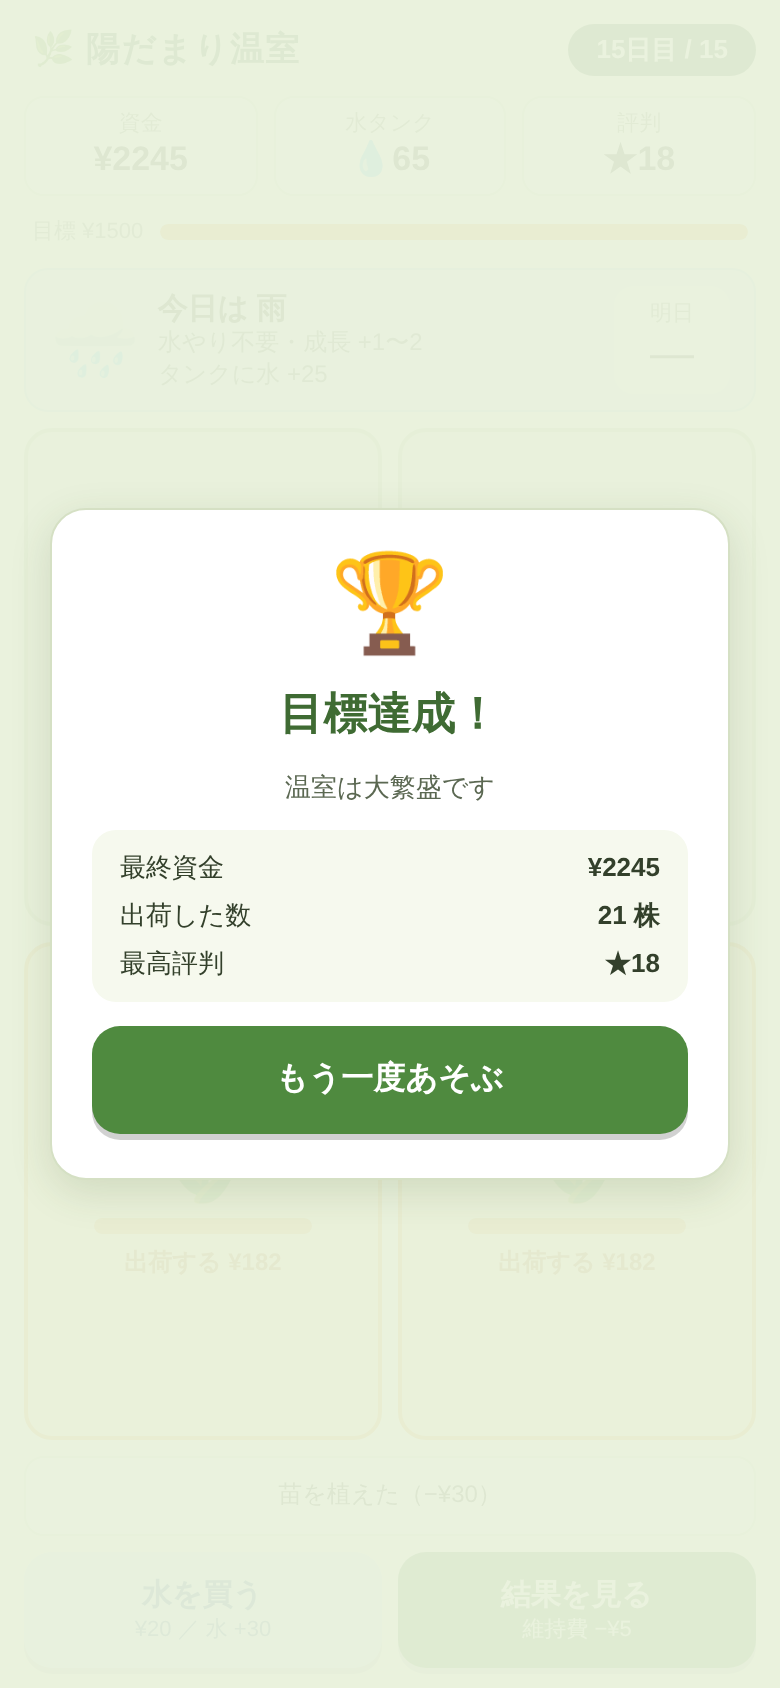 陽だまり温室
15日目 / 15
資金
水タンク
評判
¥2245
65
★18
目標 ¥1500
今日は 雨
水やり不要・成長 +1〜2
タンクに水 +25
明日
—
目標達成！
温室は大繁盛です
最終資金 ¥2245
出荷した数 21 株
最高評判 ★18
もう一度あそぶ
出荷する ¥182
出荷する ¥182
苗を植えた（−¥30）
水を買う
¥20 ／ 水 +30
結果を見る
維持費 −¥5